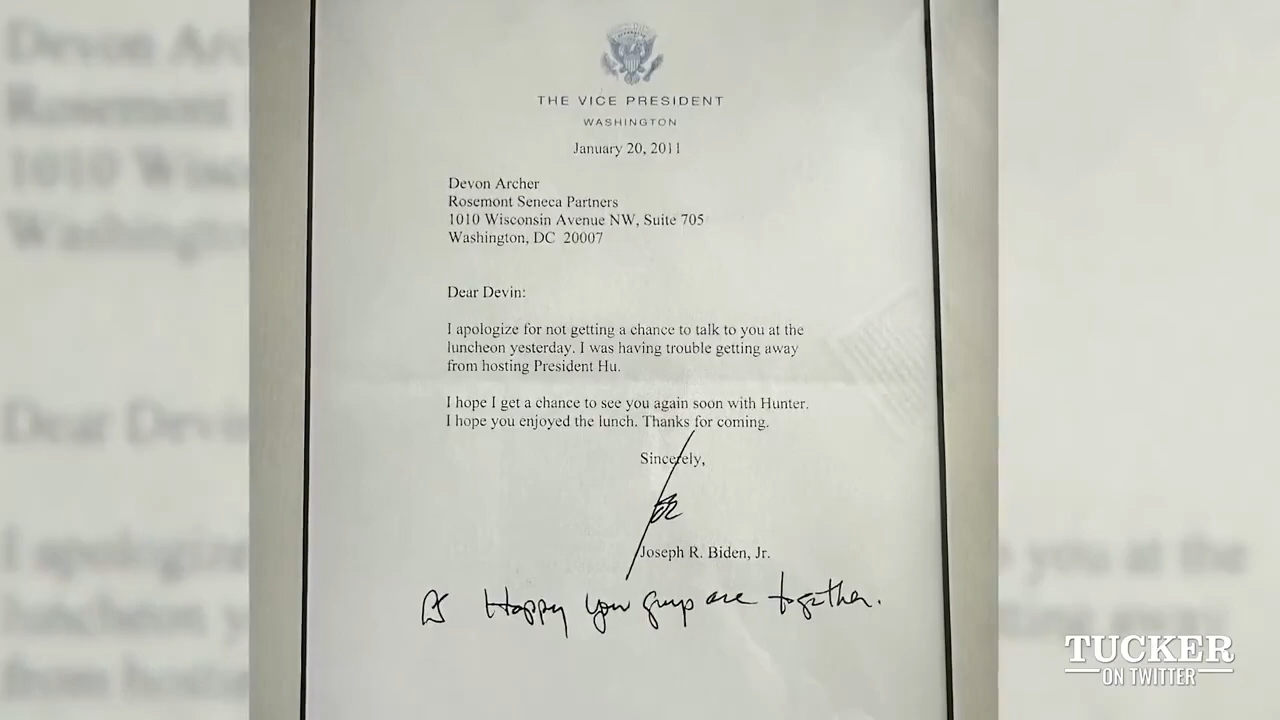 THE VICE PRESIDENT
WASHINGTON
January 20, 2011
Devon Archer
Rosemont Seneca Partners
1010 Wisconsin Avenue NW, Suite 705
Washington, DC 20007
Dear Devin:
I apologize for not getting a chance to talk to you at the
luncheon yesterday. I was having trouble getting away
from hosting President Hu.
I hope I get a chance to see you again soon with Hunter.
I hope you enjoyed the lunch. Thanks for coming.
Sincerely,
Joseph R. Biden, Jr.
PS Happy you guys are together.
TUCKER
ON TWITTER